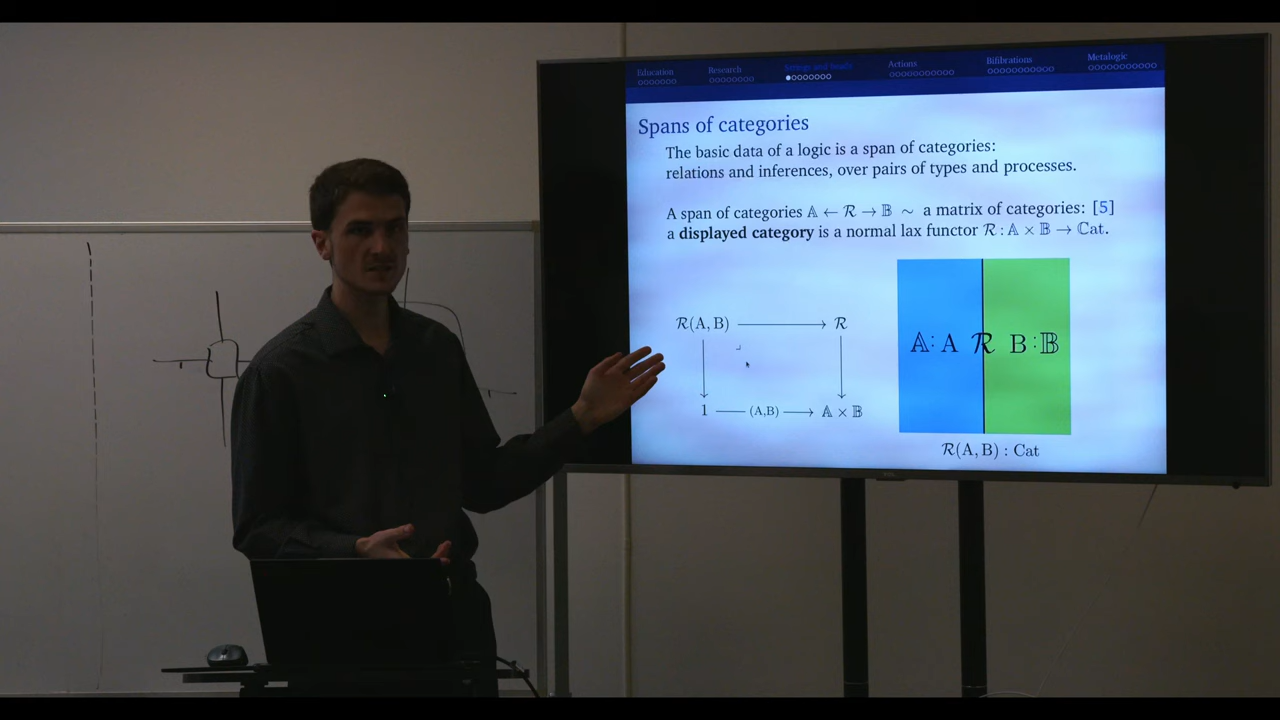 Education Research Strings and beads Actions Bifibrations Metalogic
Spans of categories
The basic data of a logic is a span of categories:
relations and inferences, over pairs of types and processes.
A span of categories 𝔸 ← ℛ → 𝔹 ∼ a matrix of categories: [5]
a displayed category is a normal lax functor ℛ : 𝔸 × 𝔹 → ℂat.
ℛ(A, B) ⟶ ℛ
𝔸 : A ℛ B : 𝔹
1 — (A,B) ⟶ 𝔸 × 𝔹
ℛ(A, B) : Cat